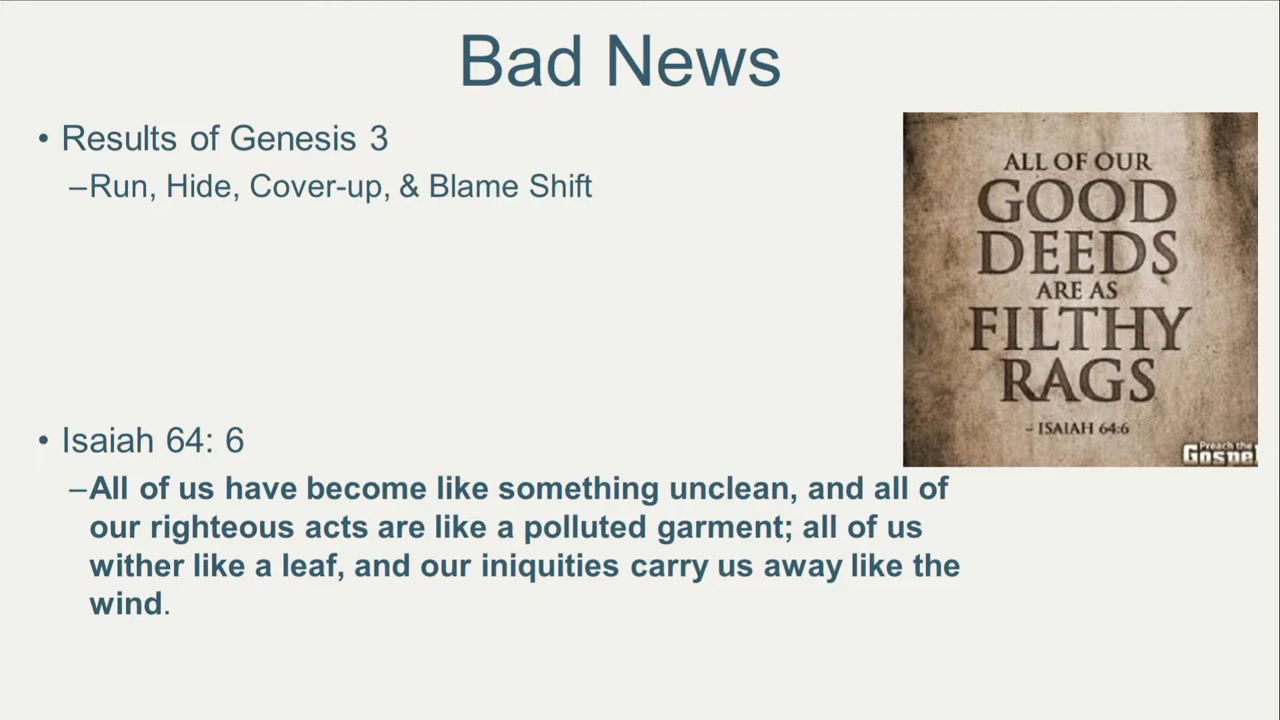 Bad News
• Results of Genesis 3
–Run, Hide, Cover-up, & Blame Shift
• Isaiah 64: 6
–All of us have become like something unclean, and all of
our righteous acts are like a polluted garment; all of us
wither like a leaf, and our iniquities carry us away like the
wind.
ALL OF OUR
GOOD
DEEDS
ARE AS
FILTHY
RAGS
- ISAIAH 64:6
Preach the
Gospel